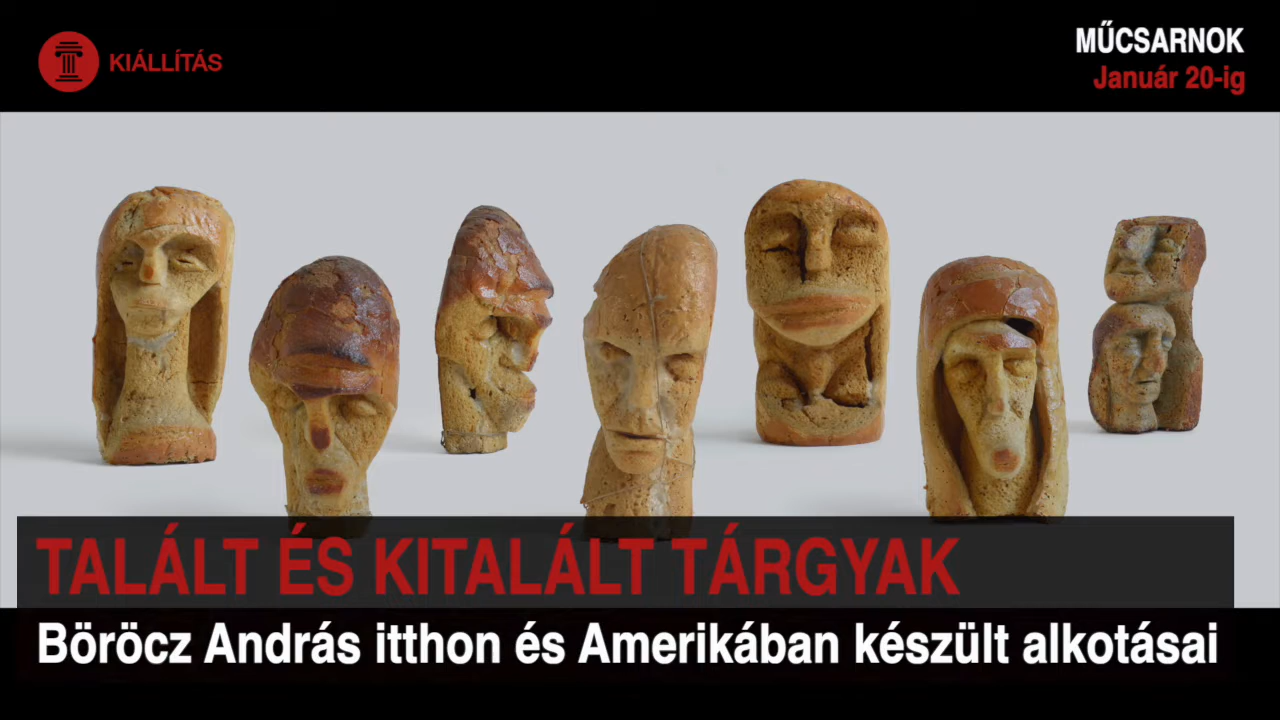 KIÁLLÍTÁS
MŰCSARNOK
Január 20-ig
TALÁLT ÉS KITALÁLT TÁRGYAK
Böröcz András itthon és Amerikában készült alkotásai